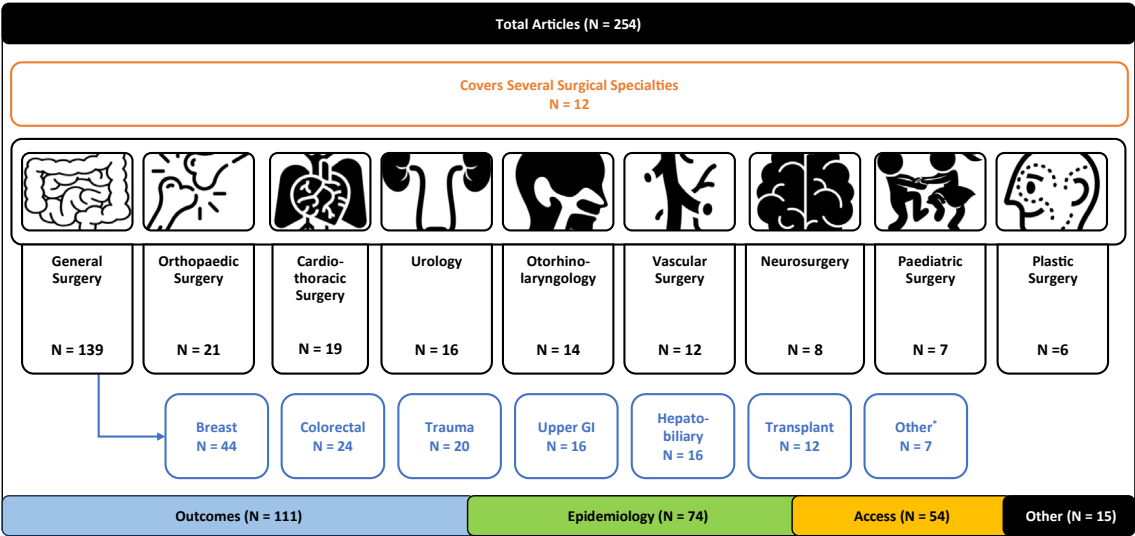 Total Articles (N = 254)
Covers Several Surgical Specialties
N = 12
General
Surgery
N = 139
Orthopaedic
Surgery
N = 21
Cardio-
thoracic
Surgery
N = 19
Urology
N = 16
Otorhino-
laryngology
N = 14
Vascular
Surgery
N = 12
Neurosurgery
N = 8
Paediatric
Surgery
N = 7
Plastic
Surgery
N =6
Breast
N = 44
Colorectal
N = 24
Trauma
N = 20
Upper GI
N = 16
Hepato-
biliary
N = 16
Transplant
N = 12
Other*
N = 7
Outcomes (N = 111)
Epidemiology (N = 74)
Access (N = 54)
Other (N = 15)